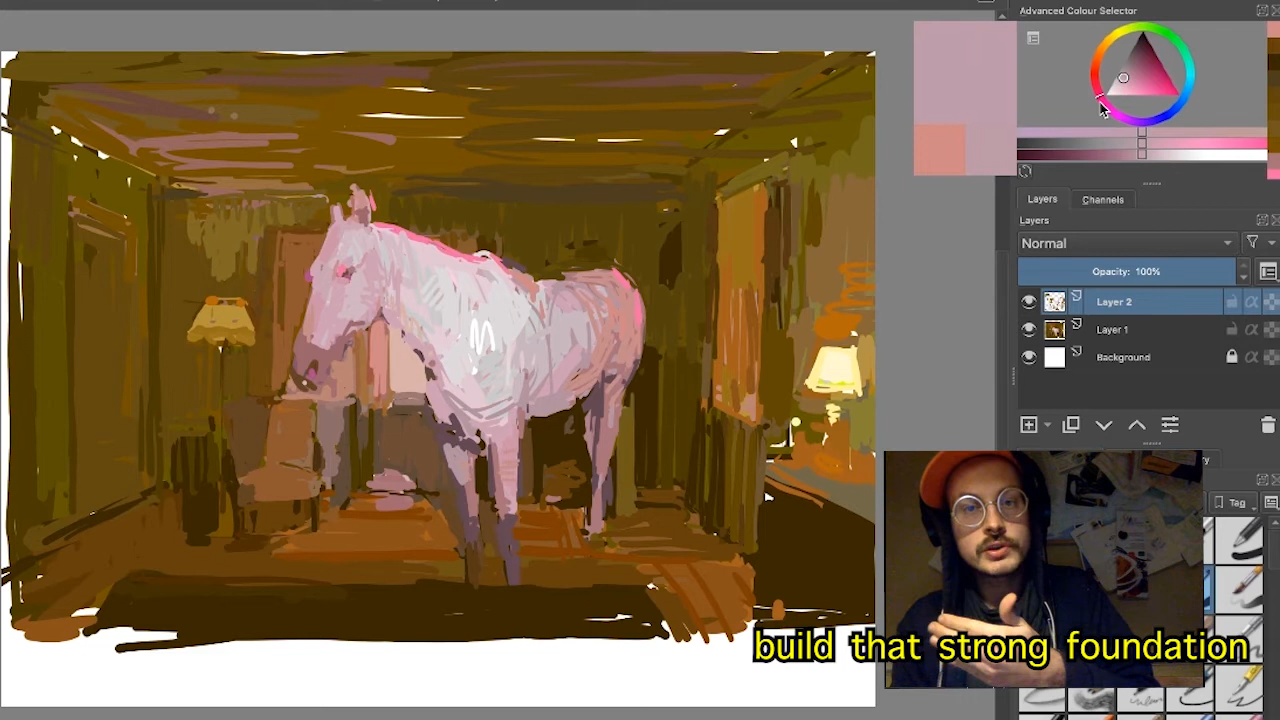 Advanced Colour Selector
Layers
Channels
Layers
Normal
Opacity: 100%
Layer 2
Layer 1
Background
Tag
build that strong foundation